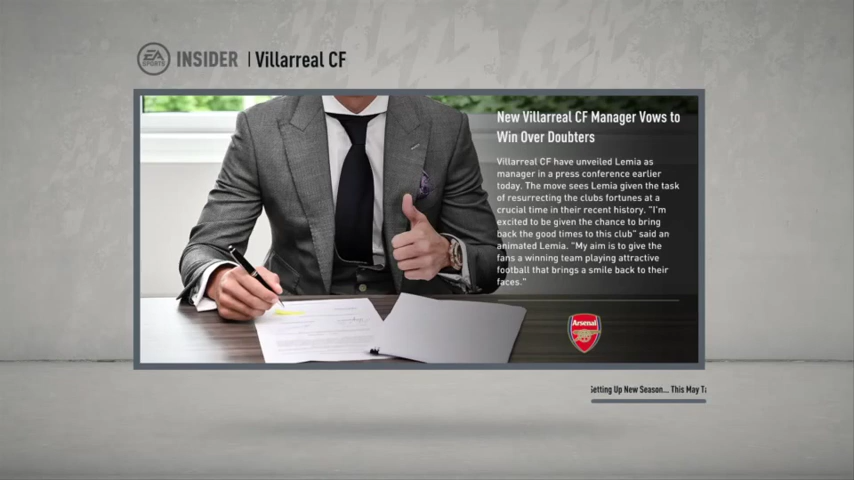 EA SPORTS INSIDER | Villarreal CF
New Villarreal CF Manager Vows to
Win Over Doubters
Villarreal CF have unveiled Lemia as
manager in a press conference earlier
today. The move sees Lemia given the task
of resurrecting the clubs fortunes at a
crucial time in their recent history. "I'm
excited to be given the chance to bring
back the good times to this club" said an
animated Lemia. "My aim is to give the
fans a winning team playing attractive
football that brings a smile back to their
faces."
Arsenal
Setting Up New Season... This May Ta